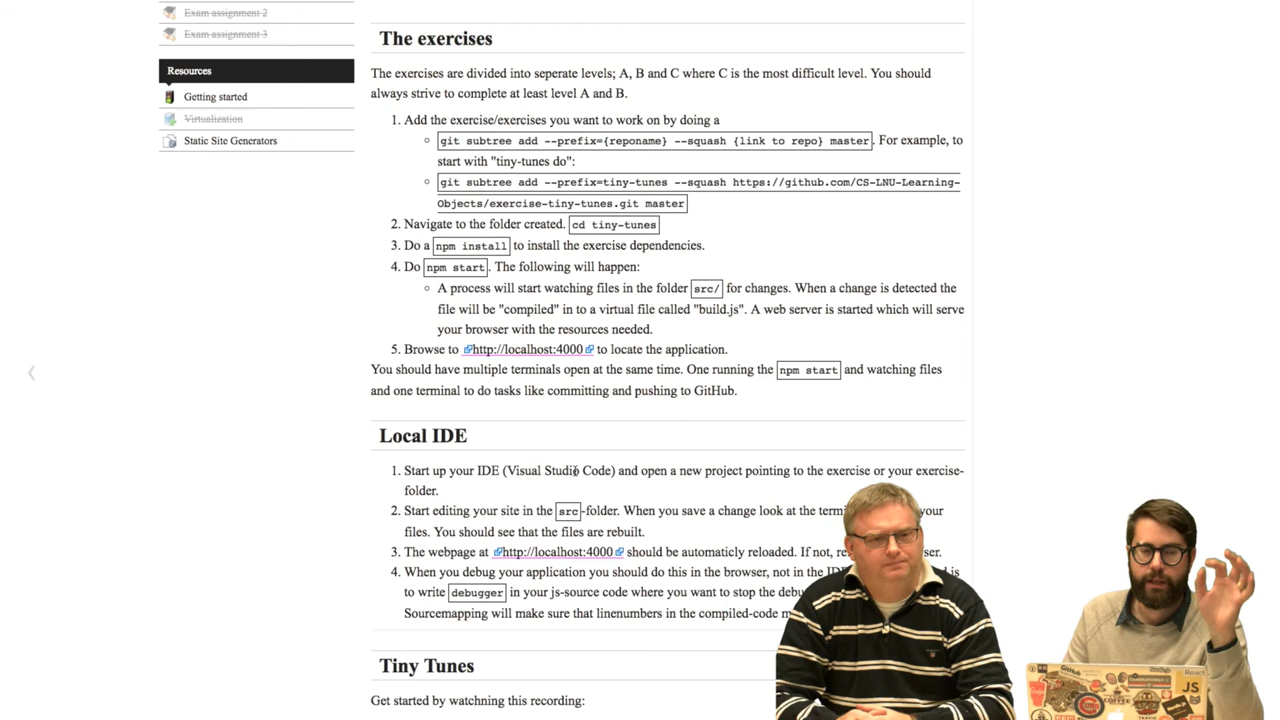 Exam assignment 2
Exam assignment 3
Resources
Getting started
Virtualization
Static Site Generators
The exercises
The exercises are divided into seperate levels; A, B and C where C is the most difficult level. You should
always strive to complete at least level A and B.
1. Add the exercise/exercises you want to work on by doing a
git subtree add --prefix={reponame} --squash {link to repo} master. For example, to
start with "tiny-tunes do":
git subtree add --prefix=tiny-tunes --squash https://github.com/CS-LNU-Learning-
Objects/exercise-tiny-tunes.git master
2. Navigate to the folder created. cd tiny-tunes
3. Do a npm install to install the exercise dependencies.
4. Do npm start. The following will happen:
A process will start watching files in the folder src/ for changes. When a change is detected the
file will be "compiled" in to a virtual file called "build.js". A web server is started which will serve
your browser with the resources needed.
5. Browse to http://localhost:4000 to locate the application.
You should have multiple terminals open at the same time. One running the npm start and watching files
and one terminal to do tasks like committing and pushing to GitHub.
Local IDE
1. Start up your IDE (Visual Studio Code) and open a new project pointing to the exercise or your exercise-
folder.
2. Start editing your site in the src-folder. When you save a change look at the your
files. You should see that the files are rebuilt.
3. The webpage at http://localhost:4000 should be automaticly reloaded. If not,
4. When you debug your application you should do this in the browser, not in the is
to write debugger in your js-source code where you want to stop the
Sourcemapping will make sure that linenumbers in the compiled-code
Tiny Tunes
Get started by watchning this recording:
GitHub
React
JS